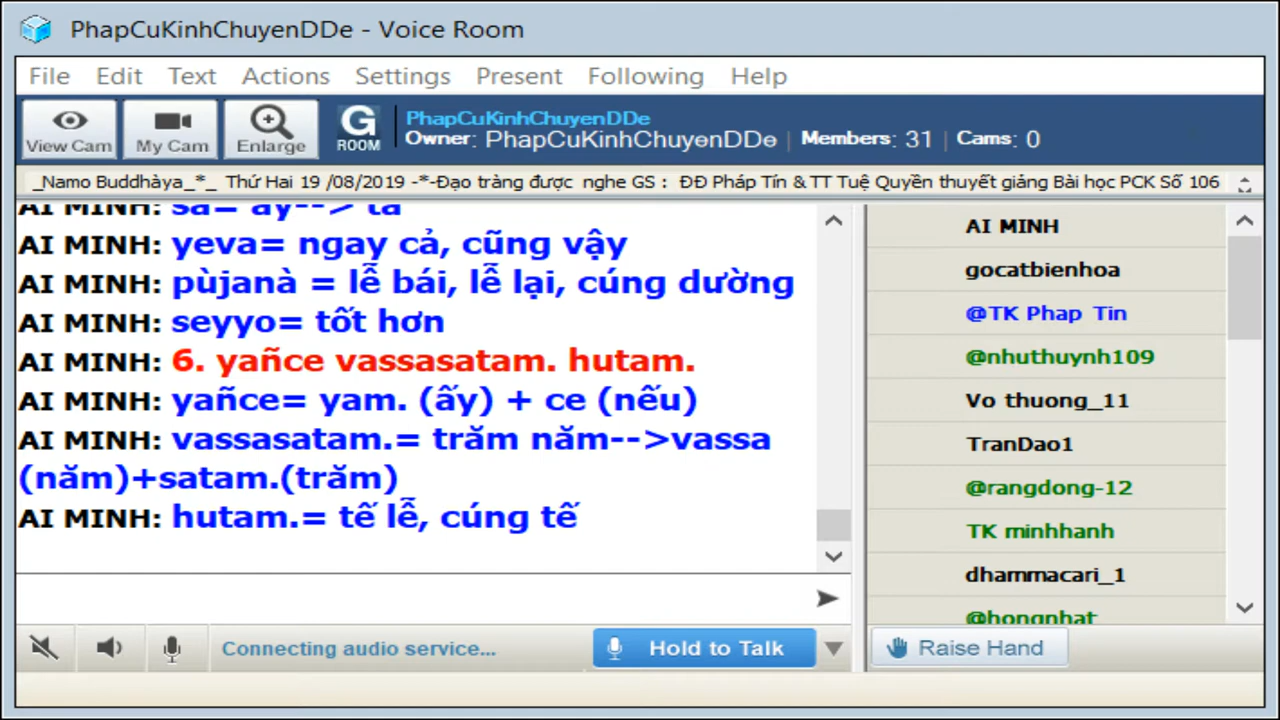 PhapCuKinhChuyenDDe - Voice Room
File Edit Text Actions Settings Present Following Help
View Cam
My Cam
Enlarge
G ROOM
PhapCuKinhChuyenDDe
Owner: PhapCuKinhChuyenDDe | Members: 31 | Cams: 0
_Namo Buddhàya_*_ Thứ Hai 19 /08/2019 -*-Đạo tràng được nghe GS : ĐĐ Pháp Tín & TT Tuệ Quyền thuyết giảng Bài học PCK Số 106
AI MINH: sà= ấy--> tà
AI MINH: yeva= ngay cả, cũng vậy
AI MINH: pùjanà = lễ bái, lễ lại, cúng dường
AI MINH: seyyo= tốt hơn
AI MINH: 6. yañce vassasatam. hutam.
AI MINH: yañce= yam. (ấy) + ce (nếu)
AI MINH: vassasatam.= trăm năm-->vassa
(năm)+satam.(trăm)
AI MINH: hutam.= tế lễ, cúng tế
AI MINH
gocatbienhoa
@TK Phap Tin
@nhuthuynh109
Vo thuong_11
TranDao1
@rangdong-12
TK minhhanh
dhammacari_1
@hongnhat
Connecting audio service...
Hold to Talk
Raise Hand